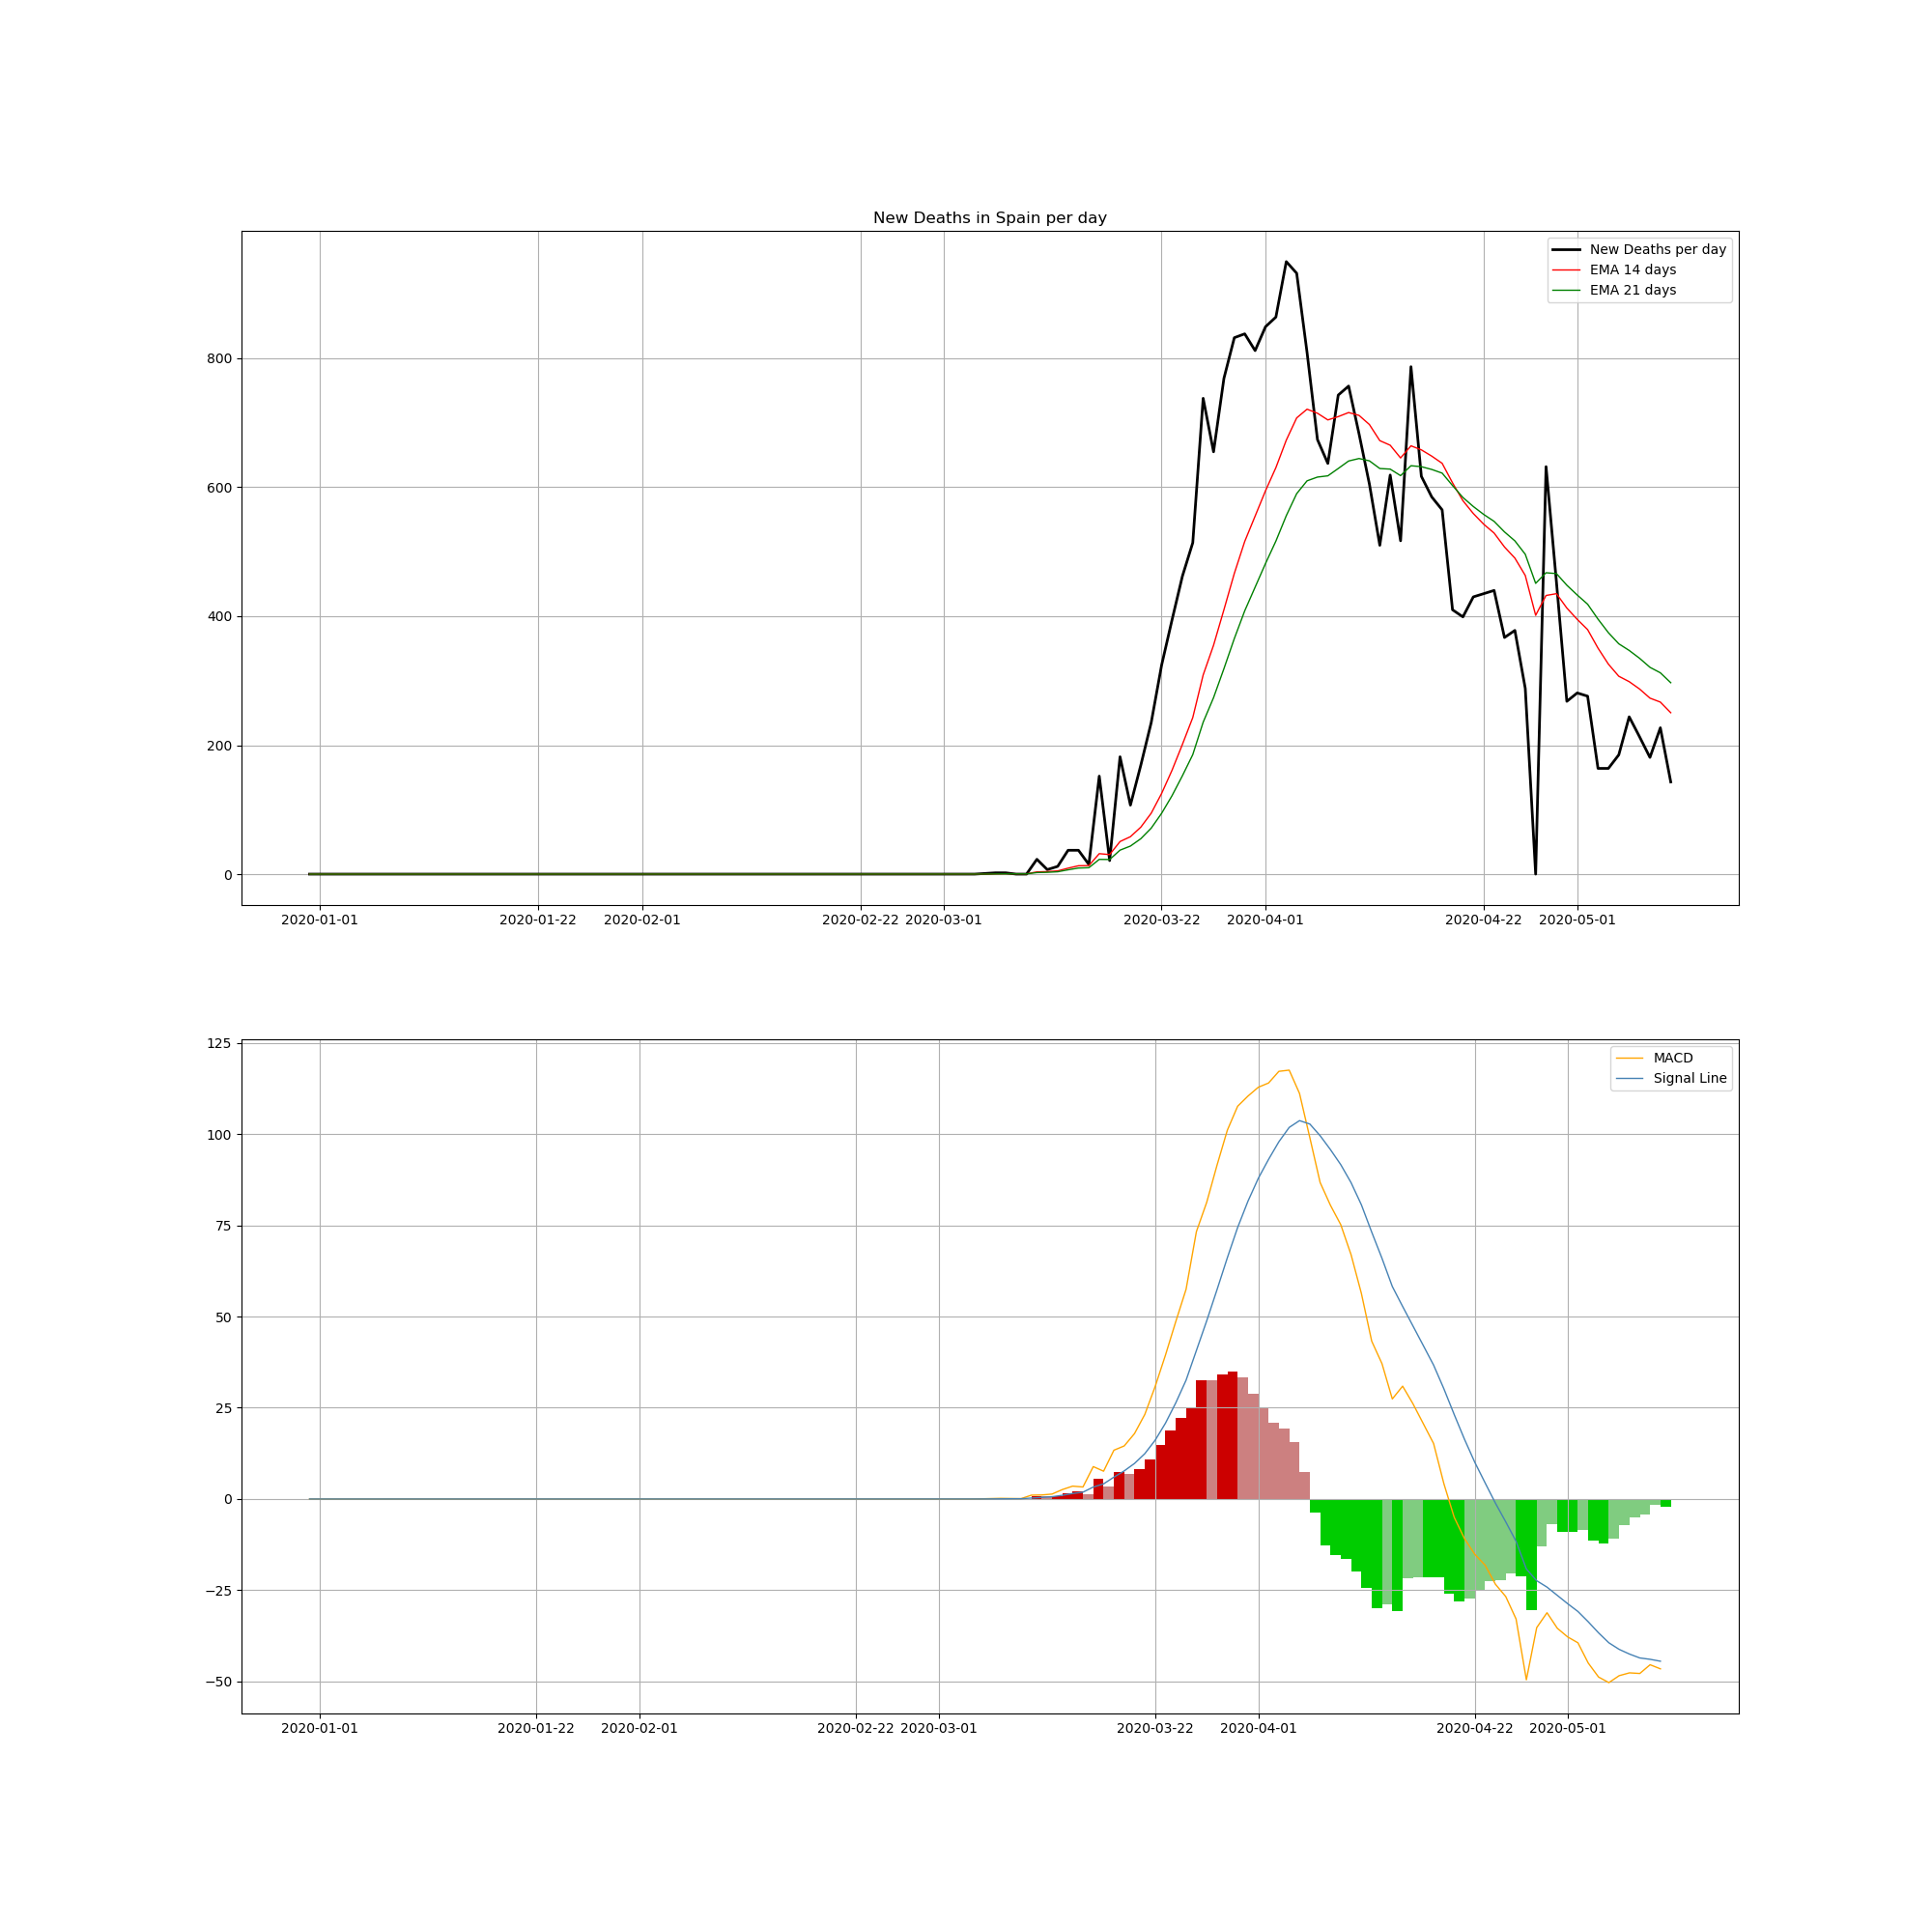 New Deaths in Spain per day
New Deaths per day
EMA 14 days
EMA 21 days
800
600
400
200
0
2020-01-01 2020-01-22 2020-02-01 2020-02-22 2020-03-01 2020-03-22 2020-04-01 2020-04-22 2020-05-01
MACD
Signal Line
125
100
75
50
25
0
−25
−50
2020-01-01 2020-01-22 2020-02-01 2020-02-22 2020-03-01 2020-03-22 2020-04-01 2020-04-22 2020-05-01